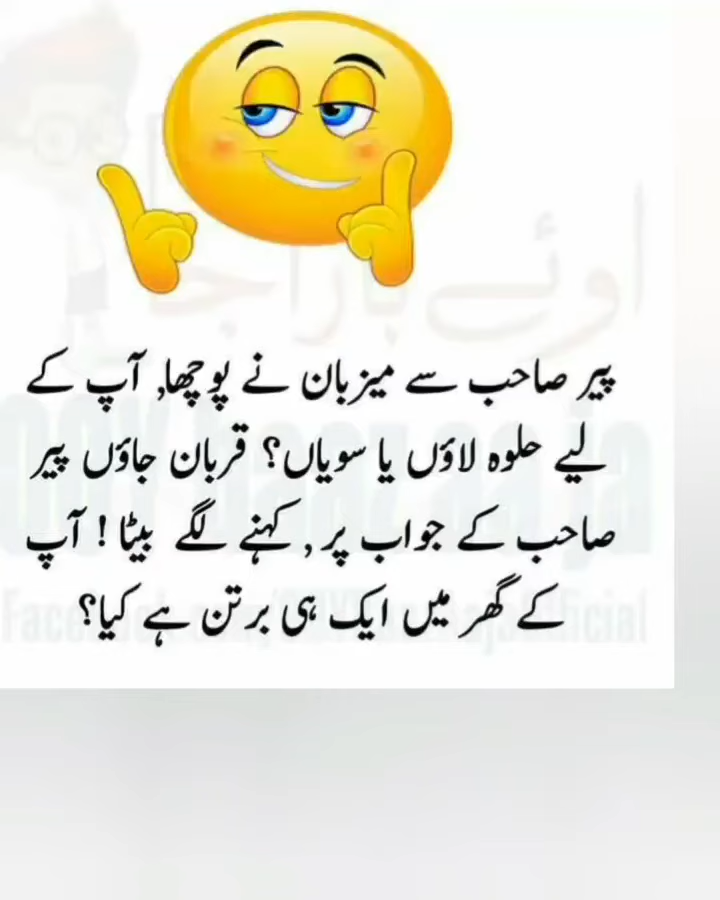 پیر صاحب سے میزبان نے پوچھا, آپ کے
لیے حلوہ لاؤں یا سویاں؟ قربان جاؤں پیر
صاحب کے جواب پر , کہنے لگے بیٹا ! آپ
کے گھر میں ایک ہی برتن ہے کیا؟